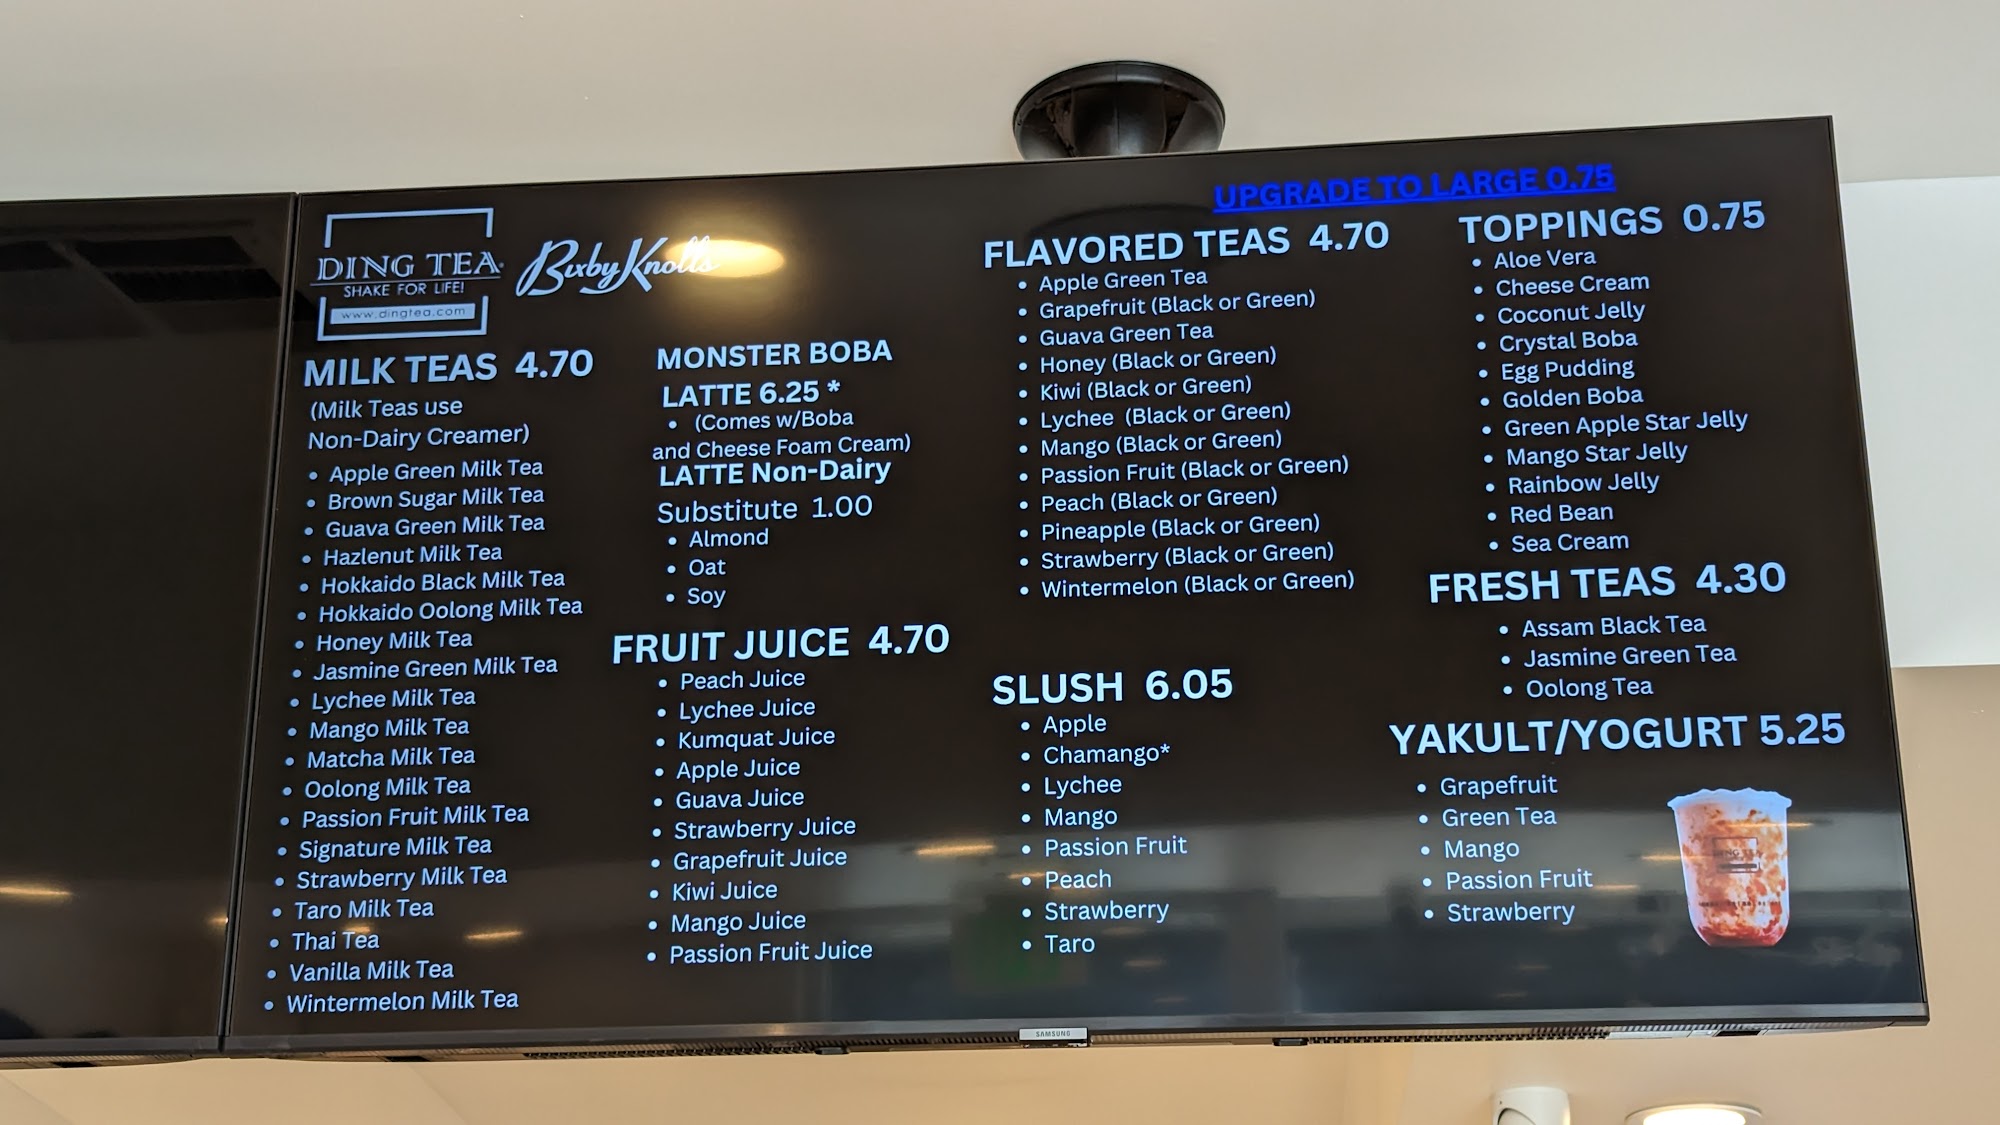 DING TEA
SHAKE FOR LIFE!
www.dingtea.com
Bixby Knolls
MILK TEAS 4.70
(Milk Teas use
Non-Dairy Creamer)
• Apple Green Milk Tea
• Brown Sugar Milk Tea
• Guava Green Milk Tea
• Hazlenut Milk Tea
• Hokkaido Black Milk Tea
• Hokkaido Oolong Milk Tea
• Honey Milk Tea
• Jasmine Green Milk Tea
• Lychee Milk Tea
• Mango Milk Tea
• Matcha Milk Tea
• Oolong Milk Tea
• Passion Fruit Milk Tea
• Signature Milk Tea
• Strawberry Milk Tea
• Taro Milk Tea
• Thai Tea
• Vanilla Milk Tea
• Wintermelon Milk Tea
MONSTER BOBA
LATTE 6.25 *
• (Comes w/Boba
and Cheese Foam Cream)
LATTE Non-Dairy
Substitute 1.00
• Almond
• Oat
• Soy
FRUIT JUICE 4.70
• Peach Juice
• Lychee Juice
• Kumquat Juice
• Apple Juice
• Guava Juice
• Strawberry Juice
• Grapefruit Juice
• Kiwi Juice
• Mango Juice
• Passion Fruit Juice
UPGRADE TO LARGE 0.75
FLAVORED TEAS 4.70
• Apple Green Tea
• Grapefruit (Black or Green)
• Guava Green Tea
• Honey (Black or Green)
• Kiwi (Black or Green)
• Lychee (Black or Green)
• Mango (Black or Green)
• Passion Fruit (Black or Green)
• Peach (Black or Green)
• Pineapple (Black or Green)
• Strawberry (Black or Green)
• Wintermelon (Black or Green)
SLUSH 6.05
• Apple
• Chamango*
• Lychee
• Mango
• Passion Fruit
• Peach
• Strawberry
• Taro
TOPPINGS 0.75
• Aloe Vera
• Cheese Cream
• Coconut Jelly
• Crystal Boba
• Egg Pudding
• Golden Boba
• Green Apple Star Jelly
• Mango Star Jelly
• Rainbow Jelly
• Red Bean
• Sea Cream
FRESH TEAS 4.30
• Assam Black Tea
• Jasmine Green Tea
• Oolong Tea
YAKULT/YOGURT 5.25
• Grapefruit
• Green Tea
• Mango
• Passion Fruit
• Strawberry
SAMSUNG